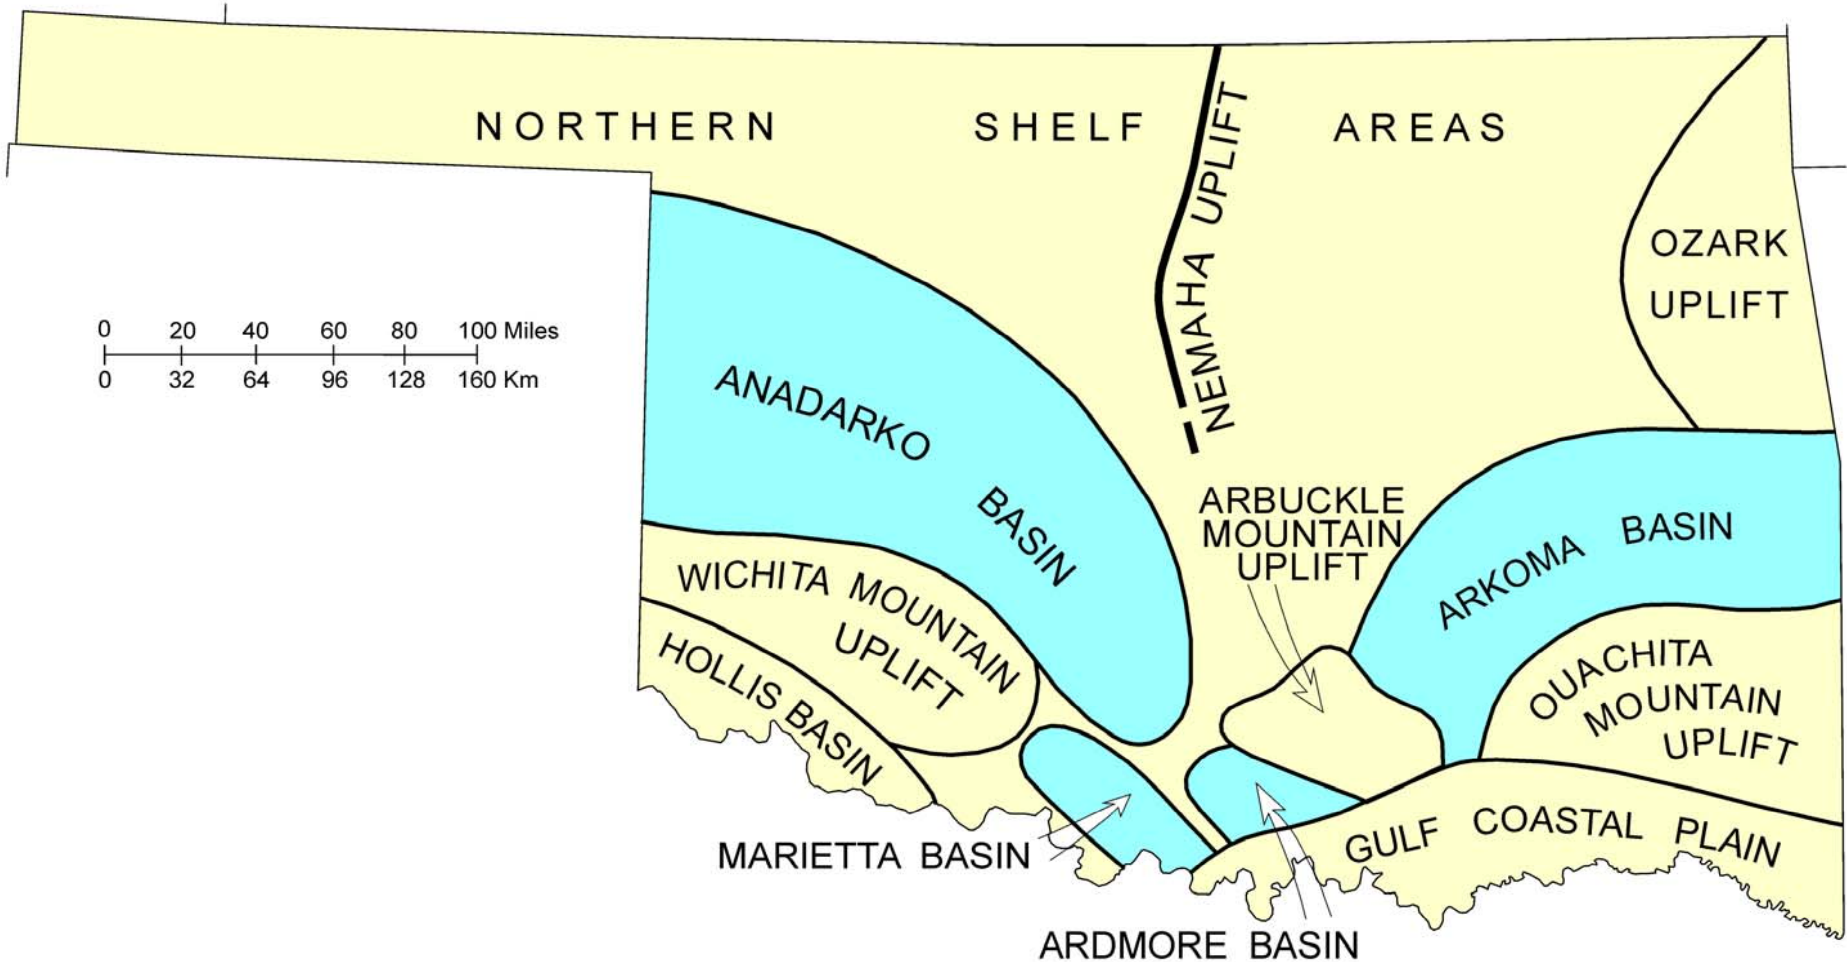 NORTHERN SHELF AREAS
NEMAHA UPLIFT
OZARK
UPLIFT
0 20 40 60 80 100 Miles
0 32 64 96 128 160 Km
ANADARKO BASIN
ARBUCKLE
MOUNTAIN
UPLIFT
ARKOMA BASIN
WICHITA MOUNTAIN
UPLIFT
HOLLIS BASIN
OUACHITA
MOUNTAIN
UPLIFT
MARIETTA BASIN
GULF COASTAL PLAIN
ARDMORE BASIN